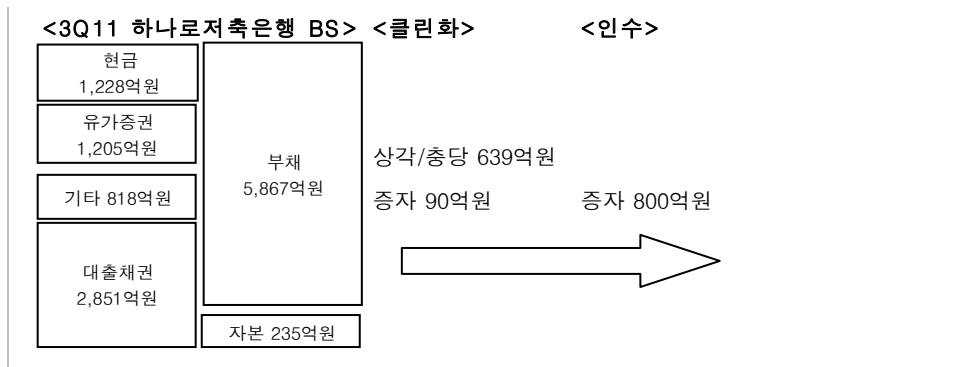 <3Q11 하나로저축은행 BS>
<클린화>
<인수>
현금
1,228억원
유가증권
1,205억원
기타 818억원
대출채권
2,851억원
부채
5,867억원
자본 235억원
상각/충당 639억원
증자 90억원
증자 800억원